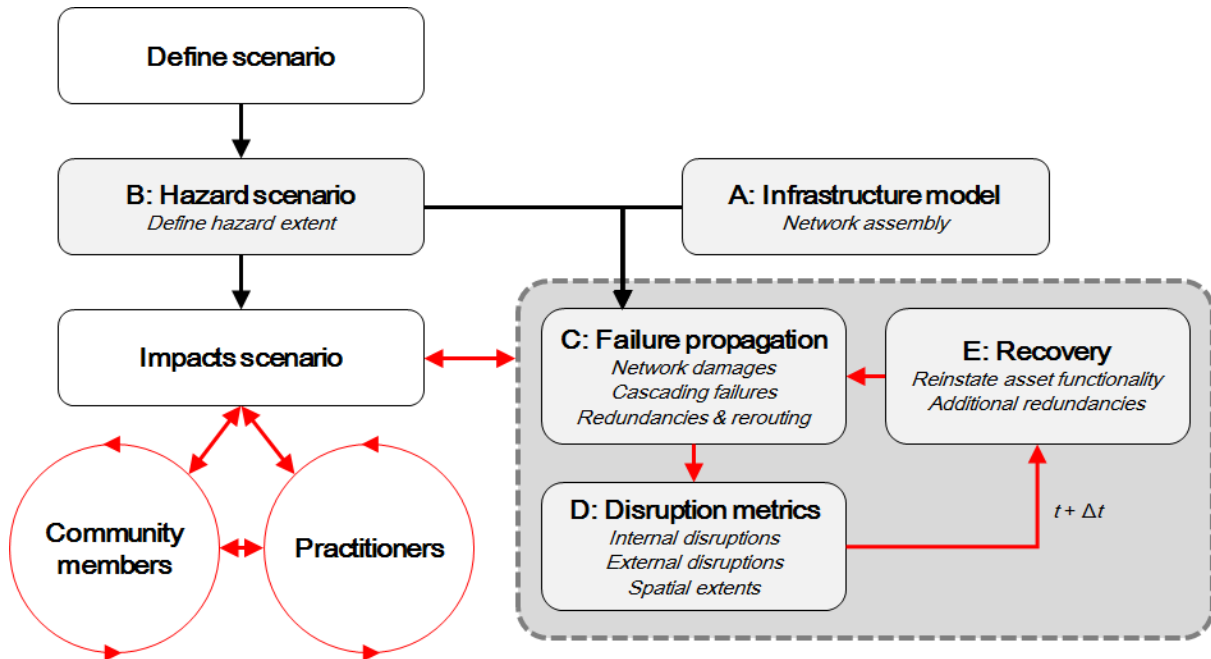 Define scenario
B: Hazard scenario
Define hazard extent
A: Infrastructure model
Network assembly
Impacts scenario
C: Failure propagation
Network damages
Cascading failures
Redundancies & rerouting
E: Recovery
Reinstate asset functionality
Additional redundancies
D: Disruption metrics
Internal disruptions
External disruptions
Spatial extents
t + Δt
Community
members
Practitioners